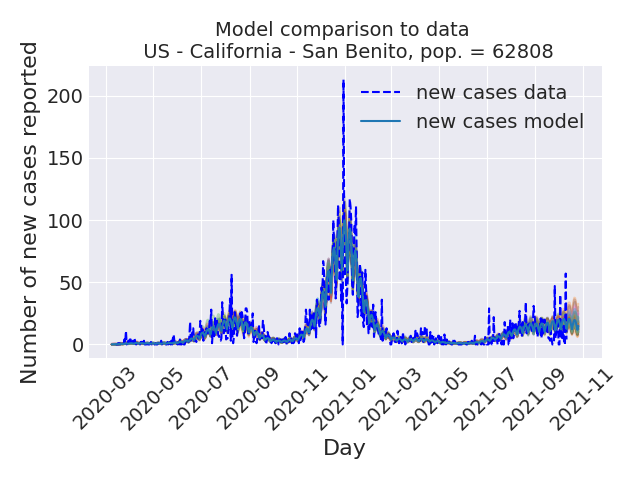 Model comparison to data
US - California - San Benito, pop. = 62808
Number of new cases reported
200
150
100
50
0
new cases data
new cases model
2020-03
2020-05
2020-07
2020-09
2020-11
2021-01
2021-03
2021-05
2021-07
2021-09
2021-11
Day